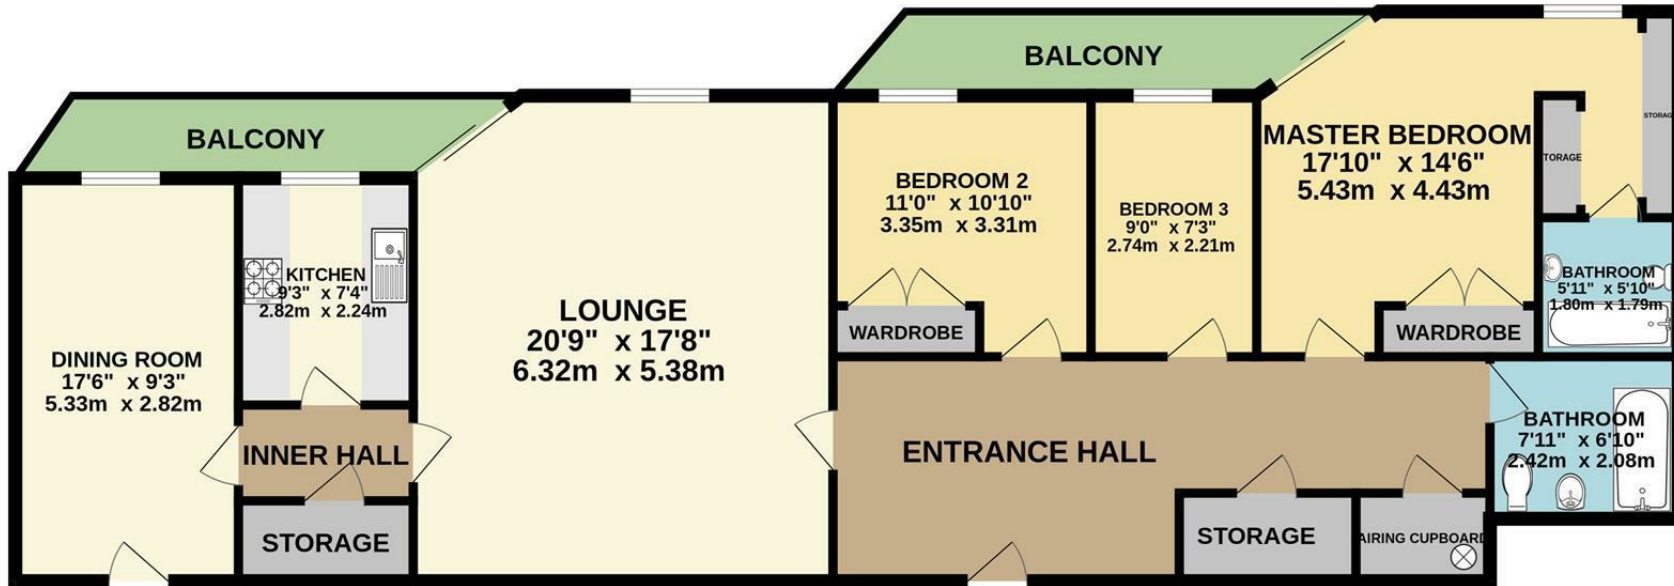 BALCONY
BALCONY
MASTER BEDROOM
17'10" x 14'6"
5.43m x 4.43m
STORAG
TORAGE
BEDROOM 2
11'0" x 10'10"
3.35m x 3.31m
BEDROOM 3
9'0" x 7'3"
2.74m x 2.21m
KITCHEN
9'3" x 7'4"
2.82m x 2.24m
LOUNGE
20'9" x 17'8"
6.32m x 5.38m
BATHROOM
5'11" x 5'10"
1.80m x 1.79m
WARDROBE
WARDROBE
DINING ROOM
17'6" x 9'3"
5.33m x 2.82m
INNER HALL
ENTRANCE HALL
BATHROOM
7'11" x 6'10"
2.42m x 2.08m
STORAGE
STORAGE
AIRING CUPBOARD